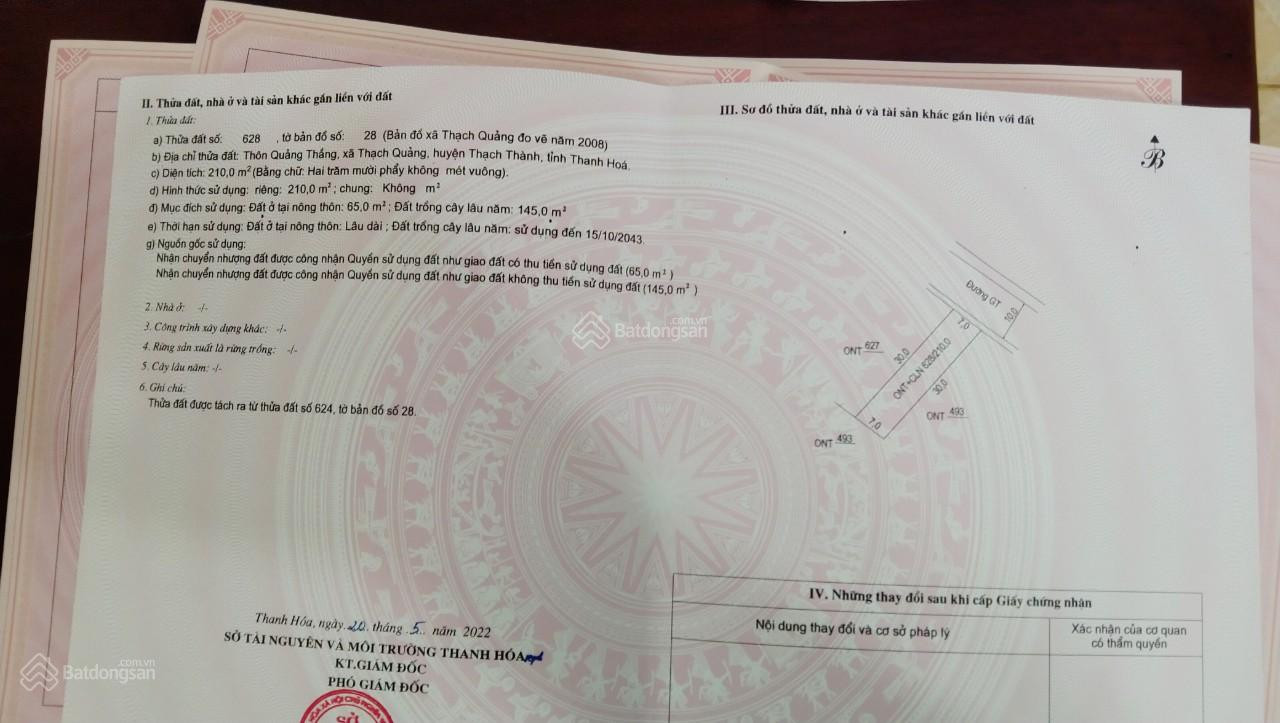 II. Thửa đất, nhà ở và tài sản khác gắn liền với đất
1. Thửa đất:
a) Thửa đất số: 628 , tờ bản đồ số: 28 (Bản đồ xã Thạch Quảng đo vẽ năm 2008)
b) Địa chỉ thửa đất: Thôn Quảng Thắng, xã Thạch Quảng, huyện Thạch Thành, tỉnh Thanh Hoá.
c) Diện tích: 210,0 m² (Bằng chữ: Hai trăm mười phẩy không mét vuông).
d) Hình thức sử dụng: riêng: 210,0 m² ; chung: Không m²
đ) Mục đích sử dụng: Đất ở tại nông thôn: 65,0 m² ; Đất trồng cây lâu năm: 145,0 m²
e) Thời hạn sử dụng: Đất ở tại nông thôn: Lâu dài ; Đất trồng cây lâu năm: sử dụng đến 15/10/2043.
g) Nguồn gốc sử dụng:
Nhận chuyển nhượng đất được công nhận Quyền sử dụng đất như giao đất có thu tiền sử dụng đất (65,0 m² )
Nhận chuyển nhượng đất được công nhận Quyền sử dụng đất như giao đất không thu tiền sử dụng đất (145,0 m² )
2. Nhà ở: -/-
3. Công trình xây dựng khác: -/-
4. Rừng sản xuất là rừng trồng: -/-
5. Cây lâu năm: -/-
6. Ghi chú:
Thửa đất được tách ra từ thửa đất số 624, tờ bản đồ số 28.
Thanh Hóa, ngày 20 tháng 5 năm 2022
SỞ TÀI NGUYÊN VÀ MÔI TRƯỜNG THANH HÓA
KT.GIÁM ĐỐC
PHÓ GIÁM ĐỐC
SỞ
III. Sơ đồ thửa đất, nhà ở và tài sản khác gắn liền với đất
B
Đường GT
10,0
7,0
ONT 627
30,0
ONT+CLN 628/210,0
30,0
ONT 493
7,0
ONT 493
IV. Những thay đổi sau khi cấp Giấy chứng nhận
Nội dung thay đổi và cơ sở pháp lý
Xác nhận của cơ quan
có thẩm quyền
Batdongsan.com.vn
Batdongsan.com.vn